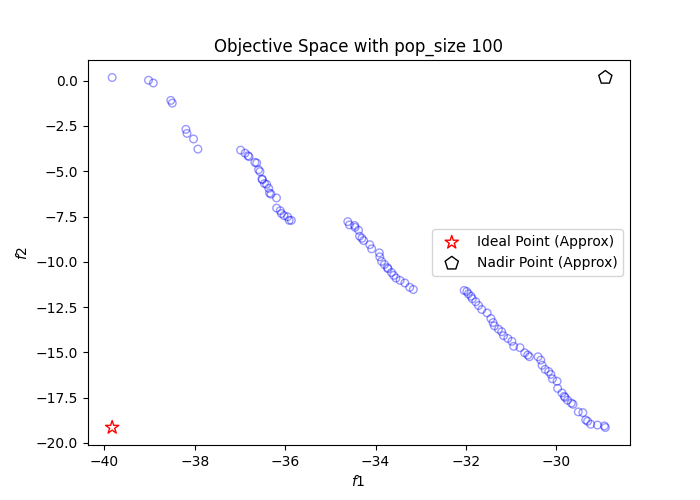 Objective Space with pop_size 100
0.0
−2.5
−5.0
−7.5
−10.0
−12.5
−15.0
−17.5
−20.0
f2
Ideal Point (Approx)
Nadir Point (Approx)
−40 −38 −36 −34 −32 −30
f1